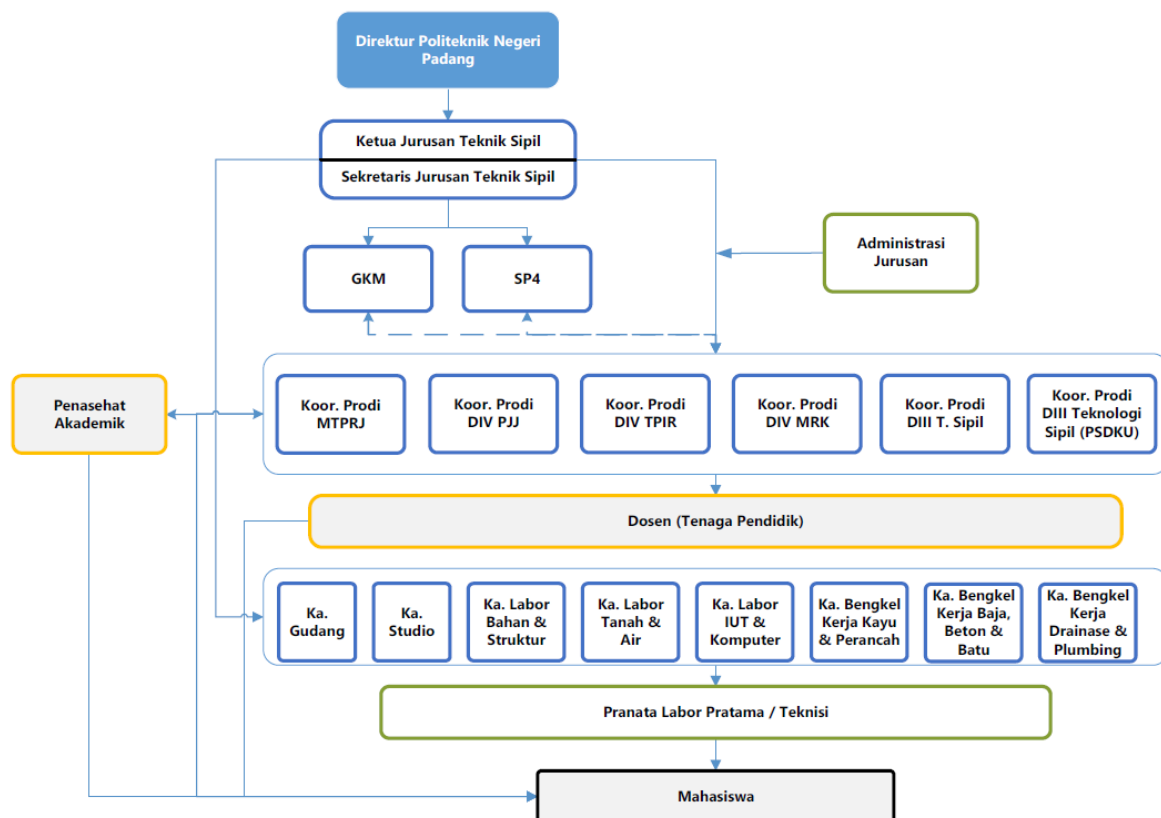 Direktur Politeknik Negeri
Padang
Ketua Jurusan Teknik Sipil
Sekretaris Jurusan Teknik Sipil
GKM
SP4
Administrasi
Jurusan
Penasehat
Akademik
Koor. Prodi
MTPRJ
Koor. Prodi
DIV PJJ
Koor. Prodi
DIV TPIR
Koor. Prodi
DIV MRK
Koor. Prodi
DIII T. Sipil
Koor. Prodi
DIII Teknologi
Sipil (PSDKU)
Dosen (Tenaga Pendidik)
Ka.
Gudang
Ka.
Studio
Ka. Labor
Bahan &
Struktur
Ka. Labor
Tanah &
Air
Ka. Labor
IUT &
Komputer
Ka. Bengkel
Kerja Kayu
& Perancah
Ka. Bengkel
Kerja Baja,
Beton &
Batu
Ka. Bengkel
Kerja
Drainase &
Plumbing
Pranata Labor Pratama / Teknisi
Mahasiswa